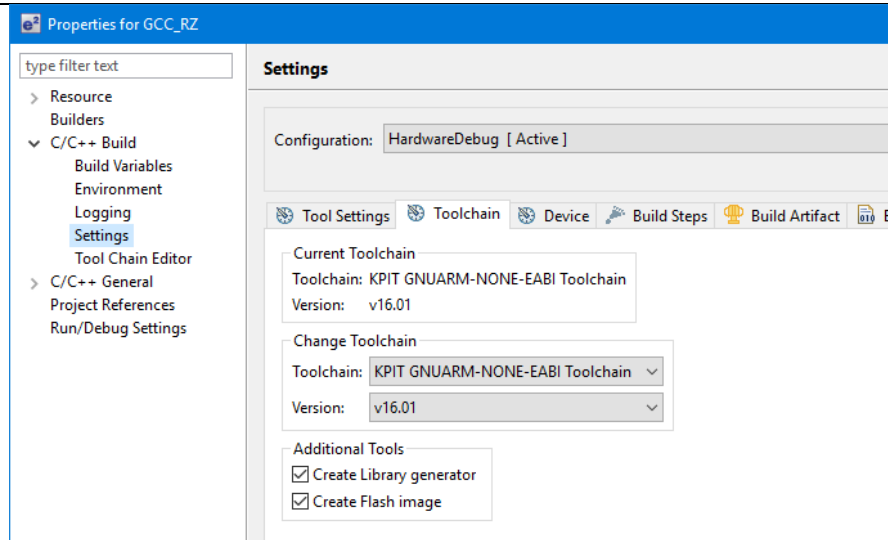 e² Properties for GCC_RZ
type filter text
Resource
Builders
C/C++ Build
Build Variables
Environment
Logging
Settings
Tool Chain Editor
C/C++ General
Project References
Run/Debug Settings
Settings
Configuration: HardwareDebug [ Active ]
Tool Settings Toolchain Device Build Steps Build Artifact
Current Toolchain
Toolchain: KPIT GNUARM-NONE-EABI Toolchain
Version: v16.01
Change Toolchain
Toolchain: KPIT GNUARM-NONE-EABI Toolchain
Version: v16.01
Additional Tools
Create Library generator
Create Flash image